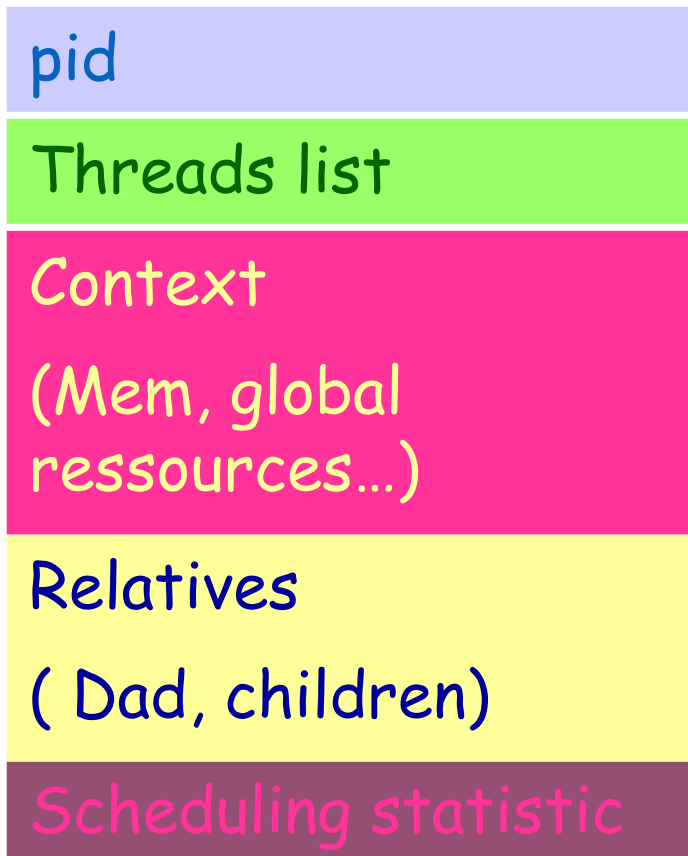 pid
Threads list
Context
(Mem, global
ressources…)
Relatives
( Dad, children)
Scheduling statistic